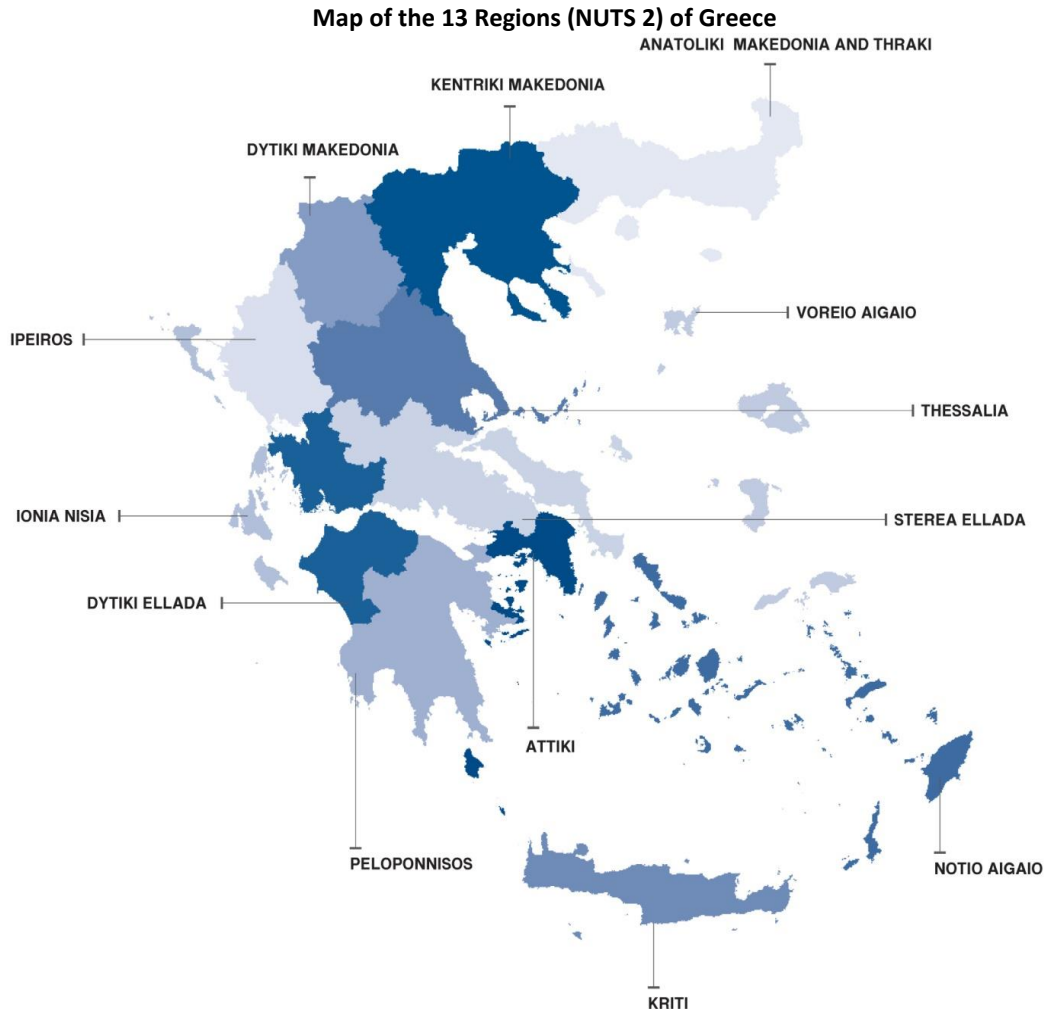 Map of the 13 Regions (NUTS 2) of Greece
ANATOLIKI MAKEDONIA AND THRAKI
KENTRIKI MAKEDONIA
DYTIKI MAKEDONIA
VOREIO AIGAIO
IPEIROS
THESSALIA
IONIA NISIA
STEREA ELLADA
DYTIKI ELLADA
ATTIKI
PELOPONNISOS
NOTIO AIGAIO
KRITI